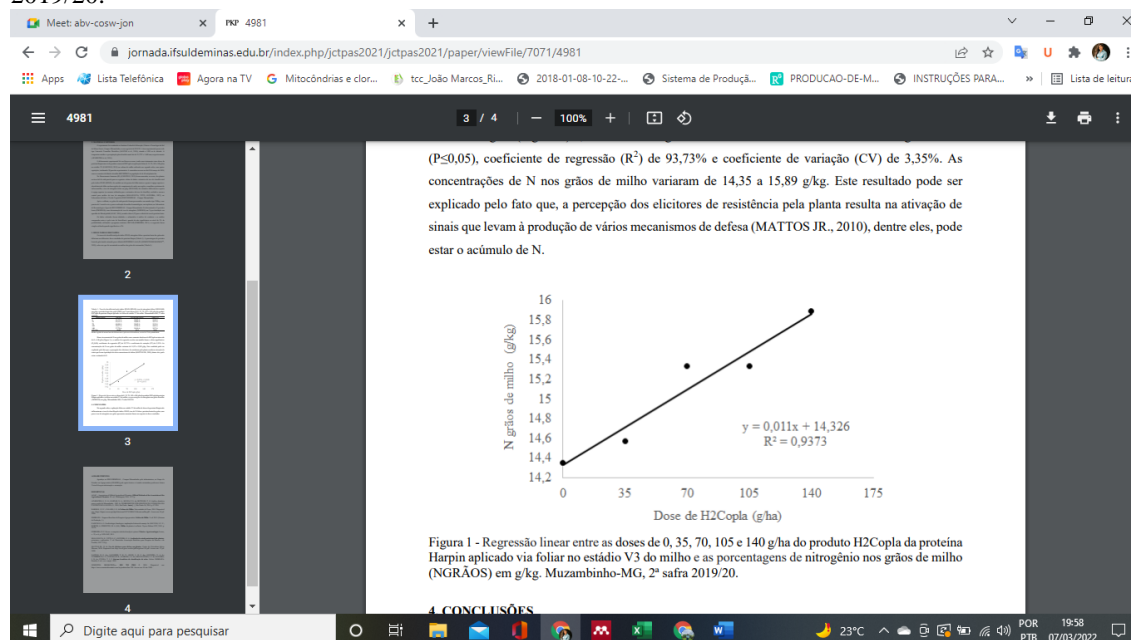 2019/20.
Meet: abv-cosw-jon
PKP 4981
jornada.ifsuldeminas.edu.br/index.php/jctpas2021/jctpas2021/paper/viewFile/7071/4981
Apps Lista Telefônica Agora na TV Mitocôndrias e clor... tcc_João Marcos_Ri... 2018-01-08-10-22-... Sistema de Produçã... PRODUCAO-DE-M... INSTRUÇÕES PARA... » Lista de leitura
4981 3 / 4 — 100% +
(P≤0,05), coeficiente de regressão (R²) de 93,73% e coeficiente de variação (CV) de 3,35%. As
concentrações de N nos grãos de milho variaram de 14,35 a 15,89 g/kg. Este resultado pode ser
explicado pelo fato que, a percepção dos elicitores de resistência pela planta resulta na ativação de
sinais que levam à produção de vários mecanismos de defesa (MATTOS JR., 2010), dentre eles, pode
estar o acúmulo de N.
2
3
4
N grãos de milho (g/kg)
16
15,8
15,6
15,4
15,2
15
14,8
14,6
14,4
14,2
y = 0,011x + 14,326
R² = 0,9373
0 35 70 105 140 175
Dose de H2Copla (g/ha)
Figura 1 - Regressão linear entre as doses de 0, 35, 70, 105 e 140 g/ha do produto H2Copla da proteína
Harpin aplicado via foliar no estádio V3 do milho e as porcentagens de nitrogênio nos grãos de milho
(NGRÃOS) em g/kg. Muzambinho-MG, 2ª safra 2019/20.
4. CONCLUSÕES
Digite aqui para pesquisar
23°C
POR
PTB
19:58
07/03/2022